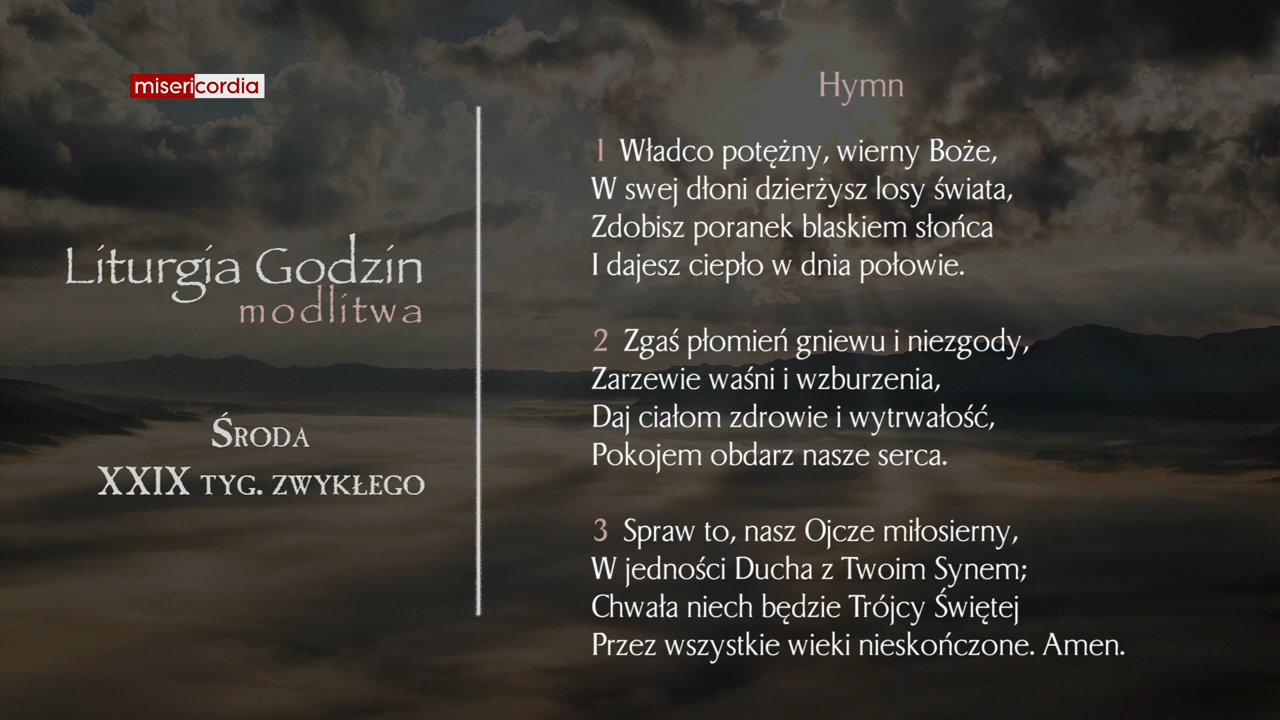 misericordia
Liturgia Godzin
modlitwa
Środa
XXIX tyg. zwykłego
Hymn
1 Władco potężny, wierny Boże,
W swej dłoni dzierżysz losy świata,
Zdobisz poranek blaskiem słońca
I dajesz ciepło w dnia połowie.
2 Zgaś płomień gniewu i niezgody,
Zarzewie waśni i wzburzenia,
Daj ciałom zdrowie i wytrwałość,
Pokojem obdarz nasze serca.
3 Spraw to, nasz Ojcze miłosierny,
W jedności Ducha z Twoim Synem;
Chwała niech będzie Trójcy Świętej
Przez wszystkie wieki nieskończone. Amen.